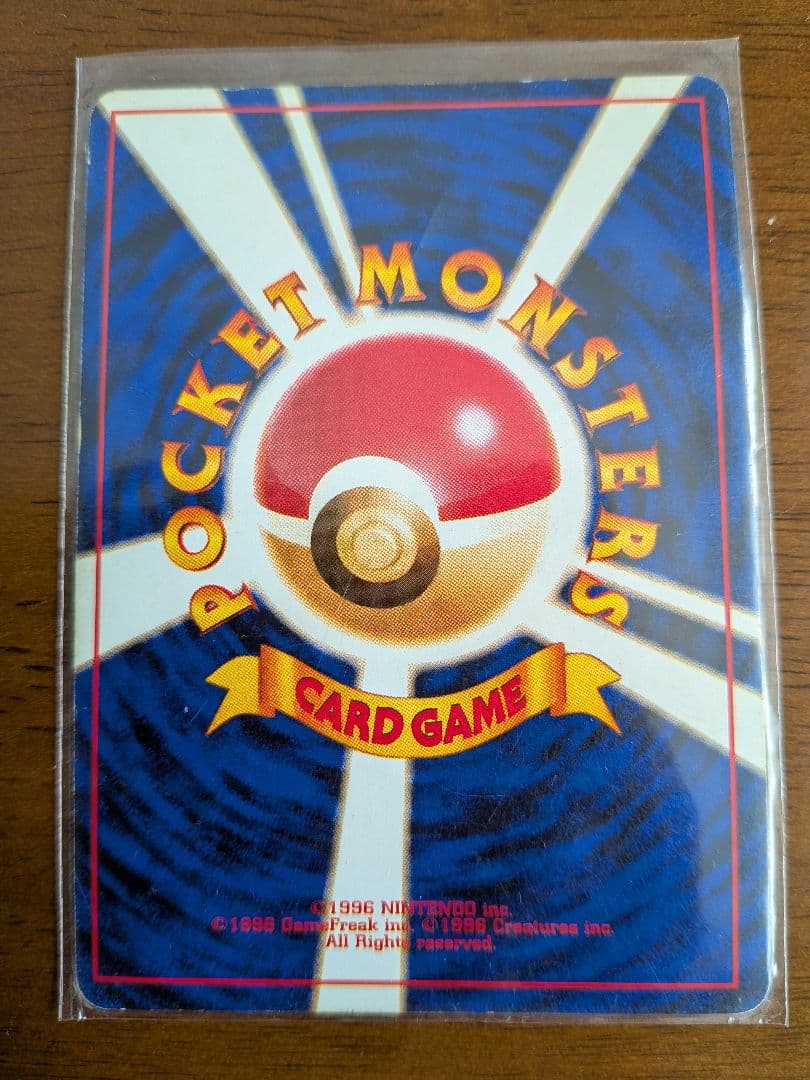 POCKET MONSTERS
CARD GAME
©1996 NINTENDO inc.
©1996 GameFreak inc. ©1996 Creatures inc.
All Rights reserved.